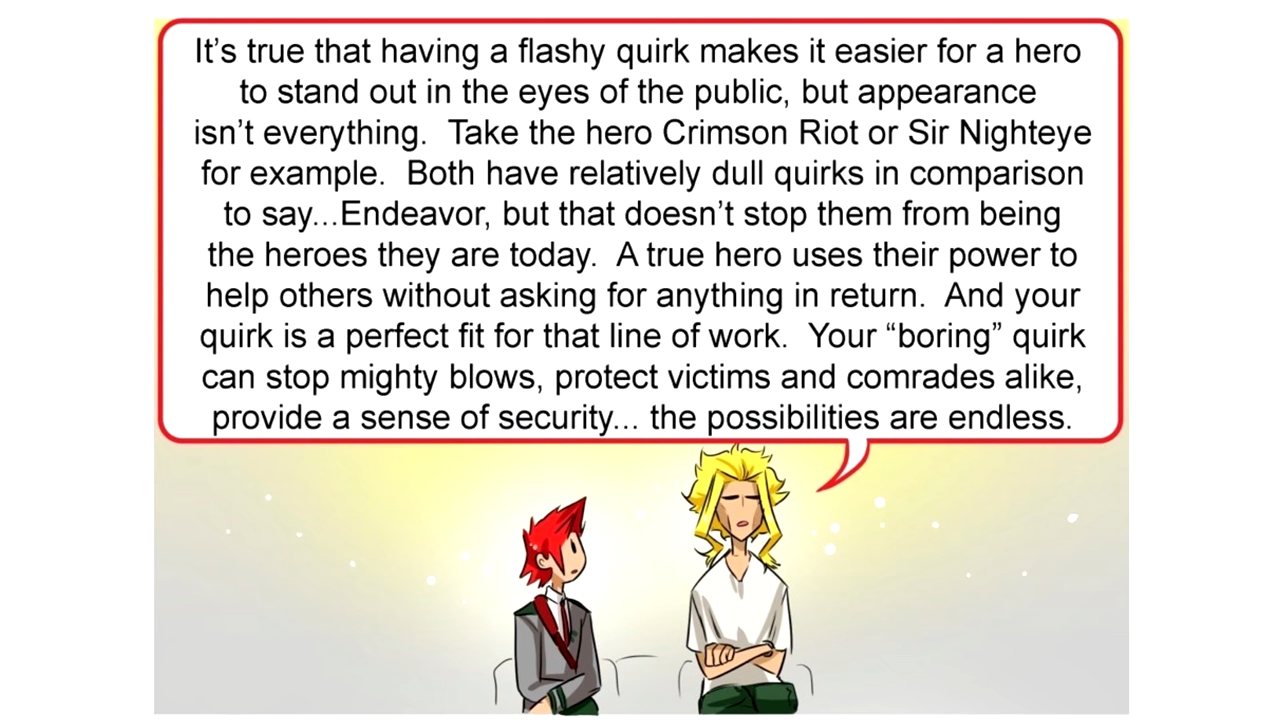 It’s true that having a flashy quirk makes it easier for a hero
to stand out in the eyes of the public, but appearance
isn’t everything.  Take the hero Crimson Riot or Sir Nighteye
for example.  Both have relatively dull quirks in comparison
to say...Endeavor, but that doesn’t stop them from being
the heroes they are today.  A true hero uses their power to
help others without asking for anything in return.  And your
quirk is a perfect fit for that line of work.  Your “boring” quirk
can stop mighty blows, protect victims and comrades alike,
provide a sense of security... the possibilities are endless.